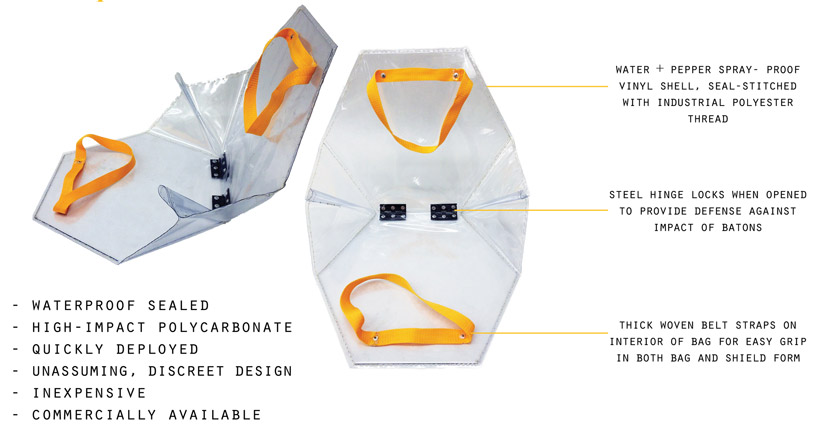 WATER + PEPPER SPRAY- PROOF
VINYL SHELL, SEAL-STITCHED
WITH INDUSTRIAL POLYESTER
THREAD
STEEL HINGE LOCKS WHEN OPENED
TO PROVIDE DEFENSE AGAINST
IMPACT OF BATONS
THICK WOVEN BELT STRAPS ON
INTERIOR OF BAG FOR EASY GRIP
IN BOTH BAG AND SHIELD FORM
- WATERPROOF SEALED
- HIGH-IMPACT POLYCARBONATE
- QUICKLY DEPLOYED
- UNASSUMING, DISCREET DESIGN
- INEXPENSIVE
- COMMERCIALLY AVAILABLE